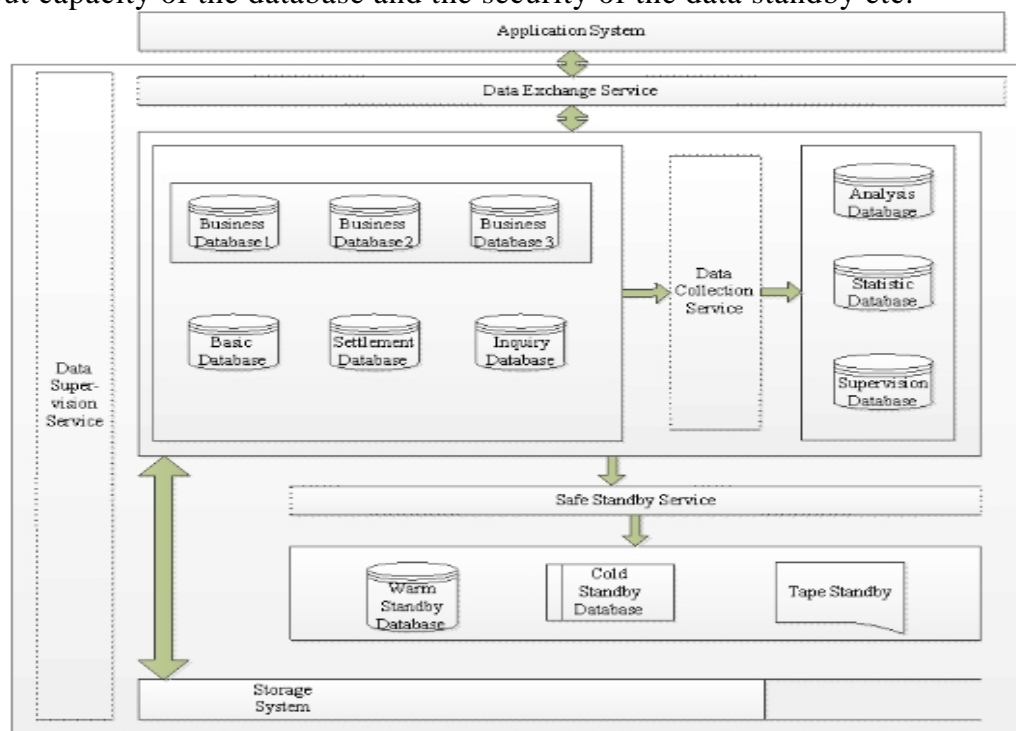 ut capacity of the database and the security of the data standby etc.
Application System
Data Exchange Service
Business
Database1
Business
Database2
Business
Database3
Basic
Database
Settlement
Database
Inquiry
Database
Data
Collection
Service
Analysis
Database
Statistic
Database
Supervision
Database
Data
Super-
vision
Service
Safe Standby Service
Warm
Standby
Database
Cold
Standby
Database
Tape Standby
Storage
System